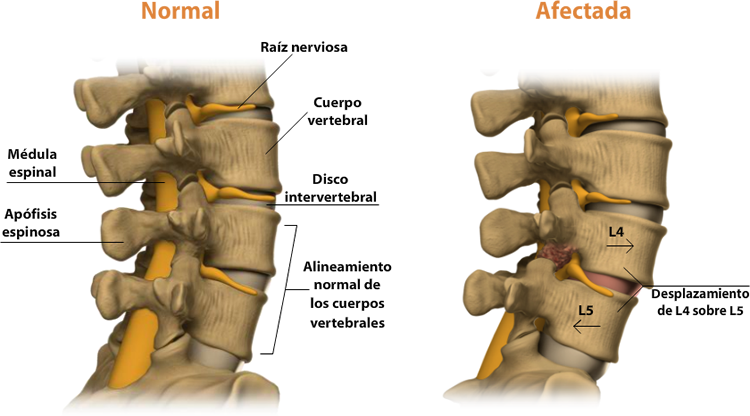 Normal
Raíz nerviosa
Cuerpo
vertebral
Médula
espinal
Disco
intervertebral
Apófisis
espinosa
Alineamiento
normal de
los cuerpos
vertebrales
Afectada
L4
L5
Desplazamiento
de L4 sobre L5